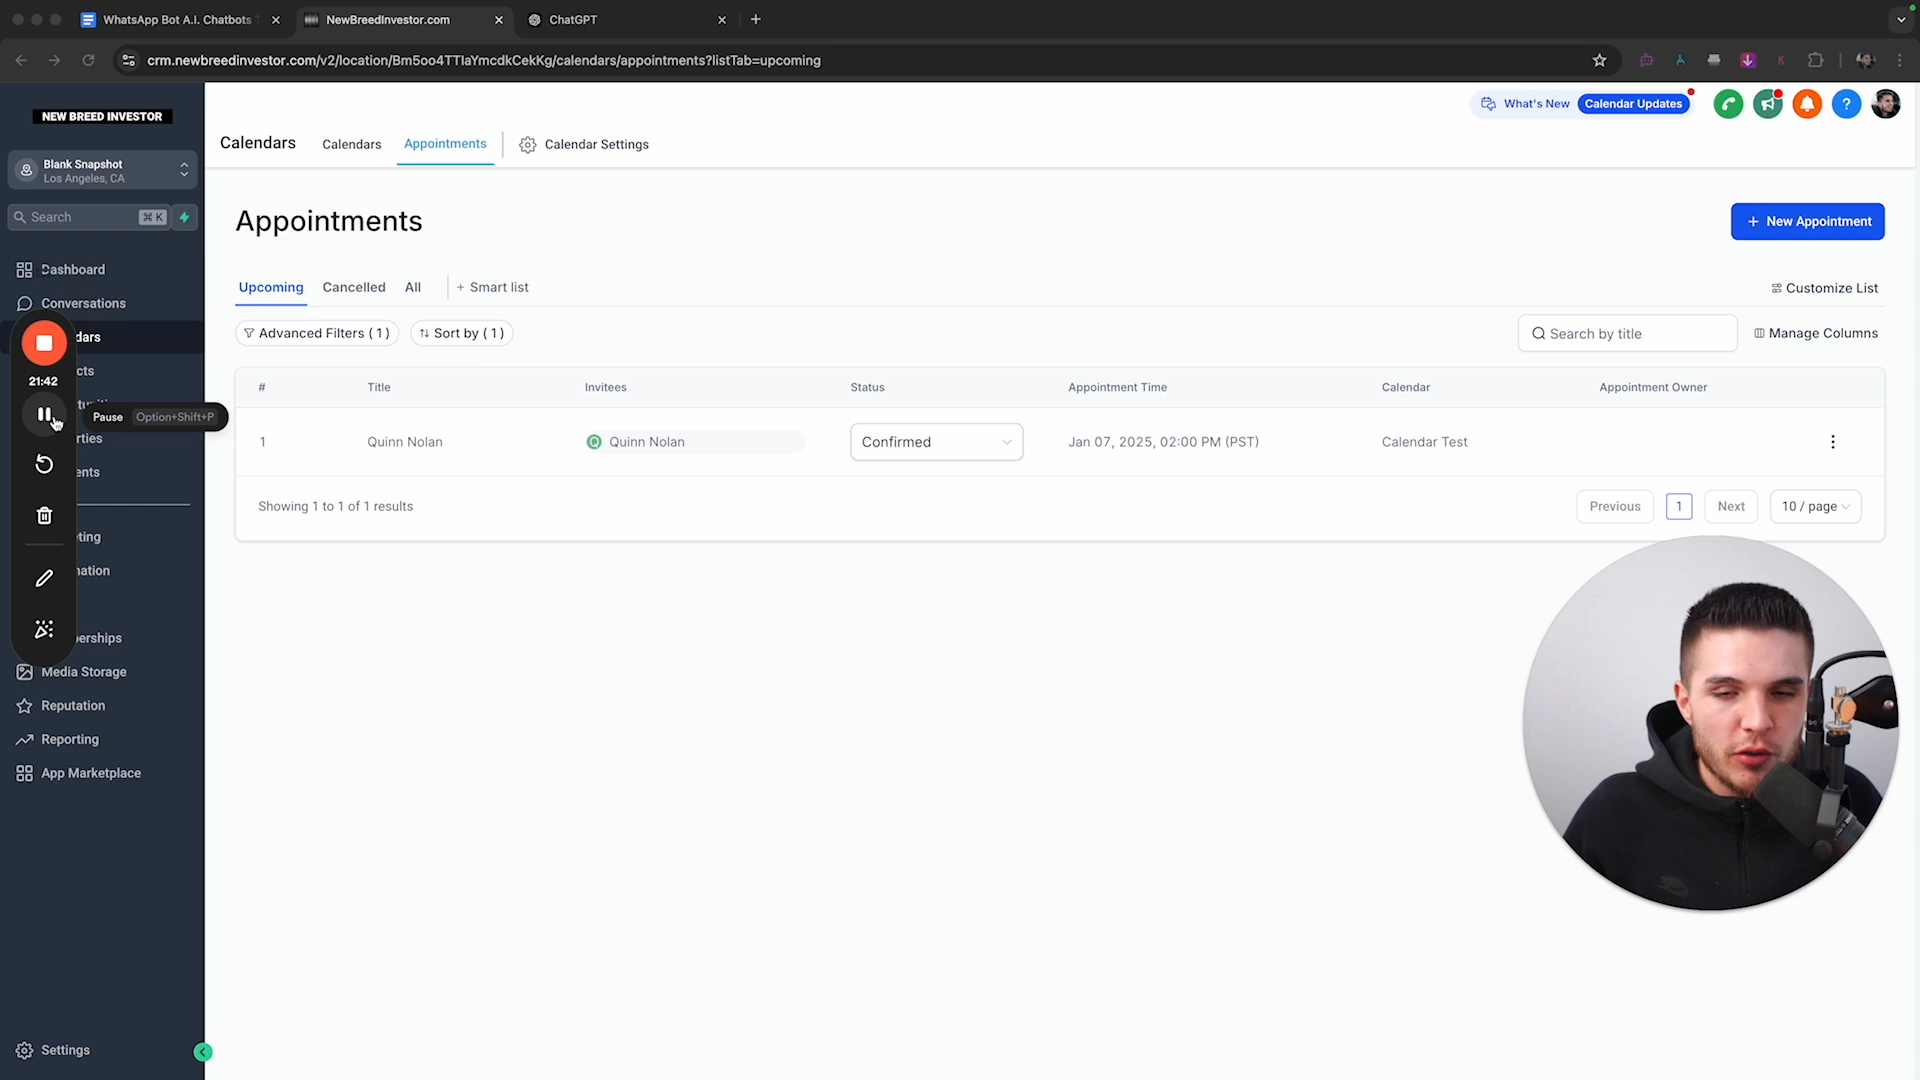 WhatsApp Bot A.I. Chatbots
NewBreedInvestor.com
ChatGPT
crm.newbreedinvestor.com/v2/location/Bm5oo4TTIaYmcdkCekKg/calendars/appointments?listTab=upcoming
NEW BREED INVESTOR
Blank Snapshot
Los Angeles, CA
Search
⌘ K
Dashboard
Conversations
dars
cts
rties
ents
eting
nation
erships
Media Storage
Reputation
Reporting
App Marketplace
Settings
21:42
Pause Option+Shift+P
What's New
Calendar Updates
Calendars
Calendars
Appointments
Calendar Settings
Appointments
+ New Appointment
Upcoming
Cancelled
All
+ Smart list
Customize List
Advanced Filters (1)
Sort by (1)
Search by title
Manage Columns
# Title Invitees Status Appointment Time Calendar Appointment Owner
1 Quinn Nolan Q Quinn Nolan Confirmed Jan 07, 2025, 02:00 PM (PST) Calendar Test
Showing 1 to 1 of 1 results
Previous 1 Next 10 / page